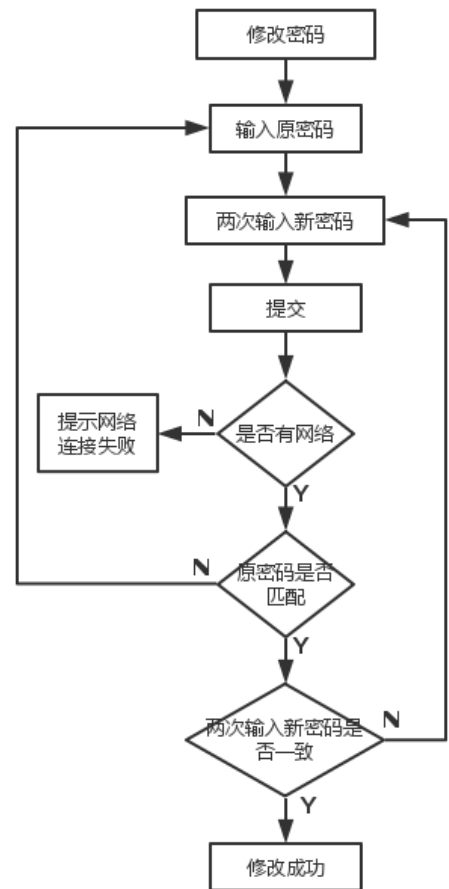 修改密码
输入原密码
两次输入新密码
提交
是否有网络
N
提示网络
连接失败
Y
原密码是否
匹配
N
Y
两次输入新密码是
否一致
N
Y
修改成功